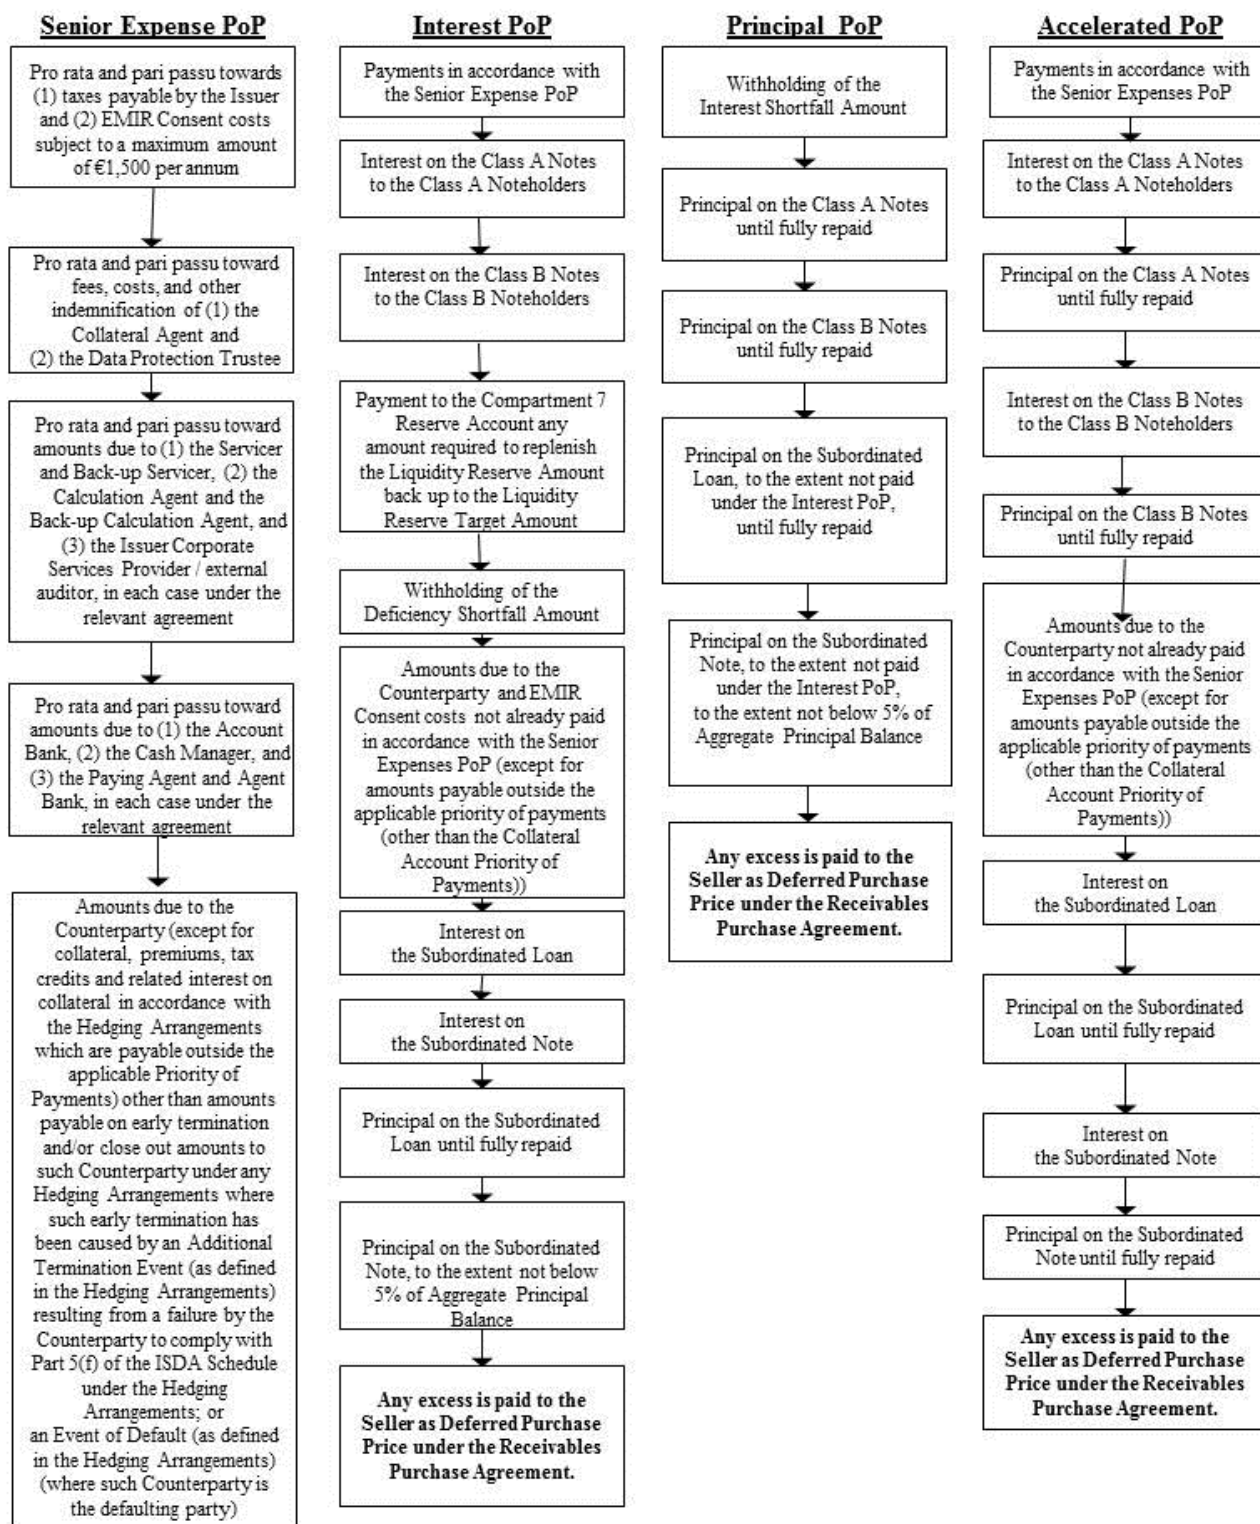 Senior Expense PoP
Pro rata and pari passu towards
(1) taxes payable by the Issuer
and (2) EMIR Consent costs
subject to a maximum amount
of €1,500 per annum
Pro rata and pari passu toward
fees, costs, and other
indemnification of (1) the
Collateral Agent and
(2) the Data Protection Trustee
Pro rata and pari passu toward
amounts due to (1) the Servicer
and Back-up Servicer, (2) the
Calculation Agent and the
Back-up Calculation Agent, and
(3) the Issuer Corporate
Services Provider / external
auditor, in each case under the
relevant agreement
Pro rata and pari passu toward
amounts due to (1) the Account
Bank, (2) the Cash Manager, and
(3) the Paying Agent and Agent
Bank, in each case under the
relevant agreement
Amounts due to the
Counterparty (except for
collateral, premiums, tax
credits and related interest on
collateral in accordance with
the Hedging Arrangements
which are payable outside the
applicable Priority of
Payments) other than amounts
payable on early termination
and/or close out amounts to
such Counterparty under any
Hedging Arrangements where
such early termination has
been caused by an Additional
Termination Event (as defined
in the Hedging Arrangements)
resulting from a failure by the
Counterparty to comply with
Part 5(f) of the ISDA Schedule
under the Hedging
Arrangements; or
an Event of Default (as defined
in the Hedging Arrangements)
(where such Counterparty is
the defaulting party)
Interest PoP
Payments in accordance with
the Senior Expense PoP
Interest on the Class A Notes
to the Class A Noteholders
Interest on the Class B Notes
to the Class B Noteholders
Payment to the Compartment 7
Reserve Account any
amount required to replenish
the Liquidity Reserve Amount
back up to the Liquidity
Reserve Target Amount
Withholding of the
Deficiency Shortfall Amount
Amounts due to the
Counterparty and EMIR
Consent costs not already paid
in accordance with the Senior
Expenses PoP (except for
amounts payable outside the
applicable priority of payments
(other than the Collateral
Account Priority of
Payments))
Interest on
the Subordinated Loan
Interest on
the Subordinated Note
Principal on the Subordinated
Loan until fully repaid
Principal on the Subordinated
Note, to the extent not below
5% of Aggregate Principal
Balance
Any excess is paid to the
Seller as Deferred Purchase
Price under the Receivables
Purchase Agreement.
Principal PoP
Withholding of the
Interest Shortfall Amount
Principal on the Class A Notes
until fully repaid
Principal on the Class B Notes
until fully repaid
Principal on the Subordinated
Loan, to the extent not paid
under the Interest PoP,
until fully repaid
Principal on the Subordinated
Note, to the extent not paid
under the Interest PoP,
to the extent not below 5% of
Aggregate Principal Balance
Any excess is paid to the
Seller as Deferred Purchase
Price under the Receivables
Purchase Agreement.
Accelerated PoP
Payments in accordance with
the Senior Expenses PoP
Interest on the Class A Notes
to the Class A Noteholders
Principal on the Class A Notes
until fully repaid
Interest on the Class B Notes
to the Class B Noteholders
Principal on the Class B Notes
until fully repaid
Amounts due to the
Counterparty not already paid
in accordance with the Senior
Expenses PoP (except for
amounts payable outside the
applicable priority of payments
(other than the Collateral
Account Priority of
Payments))
Interest on
the Subordinated Loan
Principal on the Subordinated
Loan until fully repaid
Interest on
the Subordinated Note
Principal on the Subordinated
Note until fully repaid
Any excess is paid to the
Seller as Deferred Purchase
Price under the Receivables
Purchase Agreement.